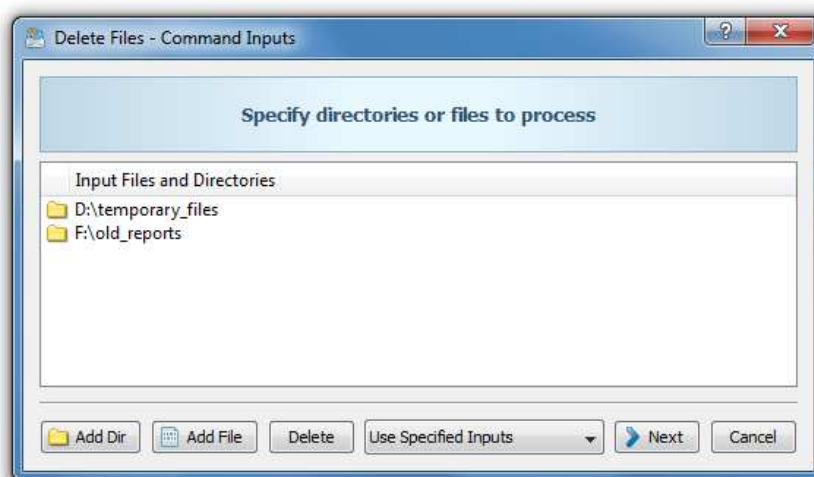 Delete Files - Command Inputs
Specify directories or files to process
Input Files and Directories
D:\temporary_files
F:\old_reports
Add Dir Add File Delete Use Specified Inputs Next Cancel